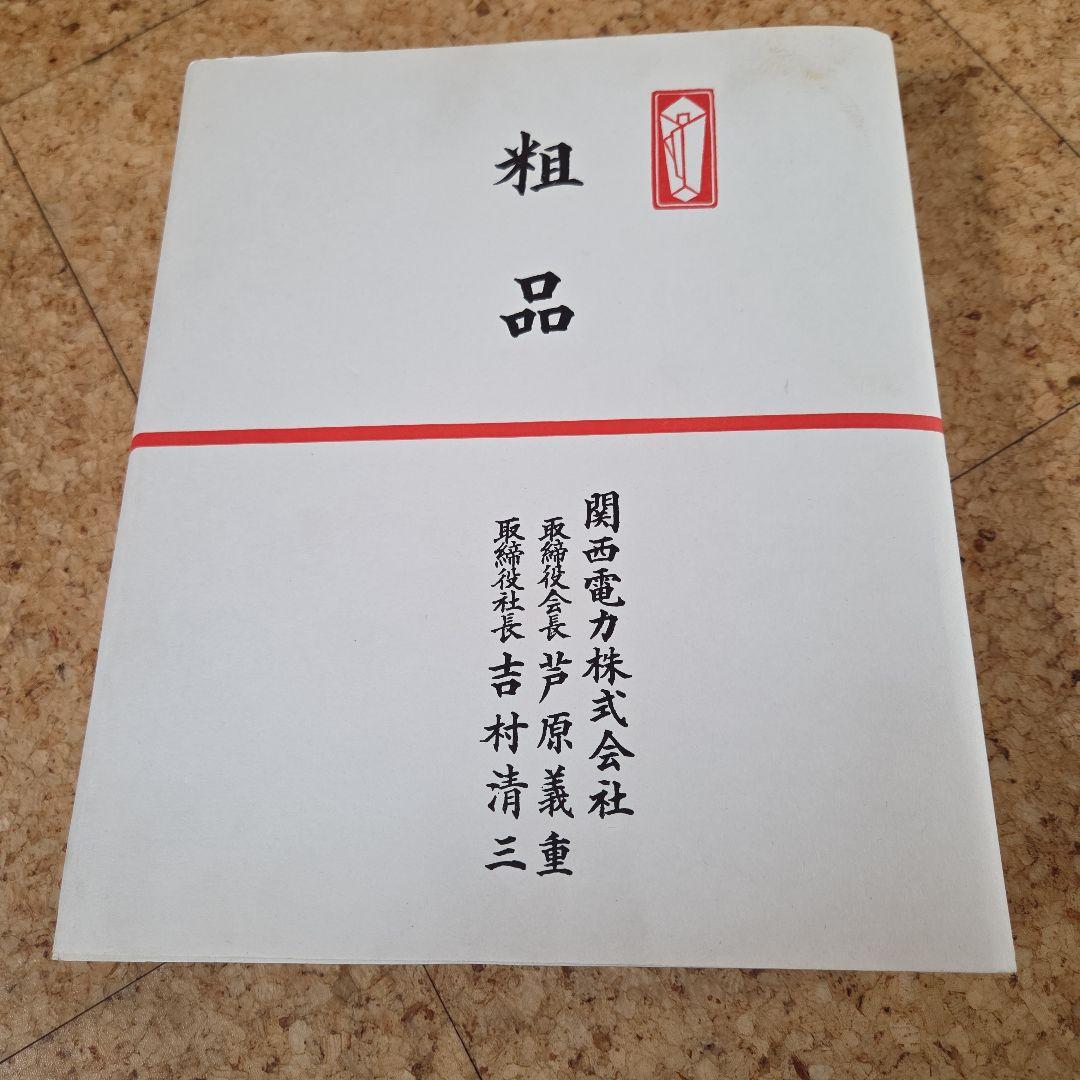 粗品
関西電力株式会社
取締役会長 芦原義重
取締役社長 吉村清三